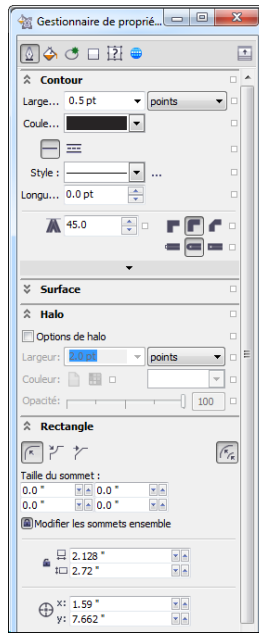 Gestionnaire de proprié...
Contour
Large... 0.5 pt points
Coule...
Style : ...
Longu... 0.0 pt
45.0
Surface
Halo
Options de halo
Largeur: 2.0 pt points
Couleur:
Opacité: 100
Rectangle
Taille du sommet :
0.0 " 0.0 "
0.0 " 0.0 "
Modifier les sommets ensemble
2.128 "
2.72 "
x: 1.59 "
y: 7.662 "